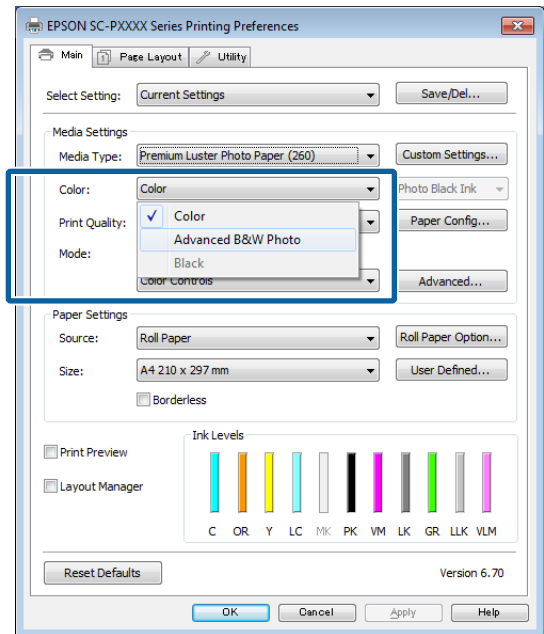 EPSON SC-PXXXX Series Printing Preferences
Main Page Layout Utility
Select Setting: Current Settings Save/Del...
Media Settings
Media Type: Premium Luster Photo Paper (260) Custom Settings...
Color: Color Photo Black Ink
Print Quality: Color Paper Config...
Advanced B&W Photo
Mode:
Black
Color Controls Advanced...
Paper Settings
Source: Roll Paper Roll Paper Option...
Size: A4 210 x 297 mm User Defined...
Borderless
Ink Levels
Print Preview
Layout Manager
C OR Y LC MK PK VM LK GR LLK VLM
Reset Defaults Version 6.70
OK Cancel Apply Help